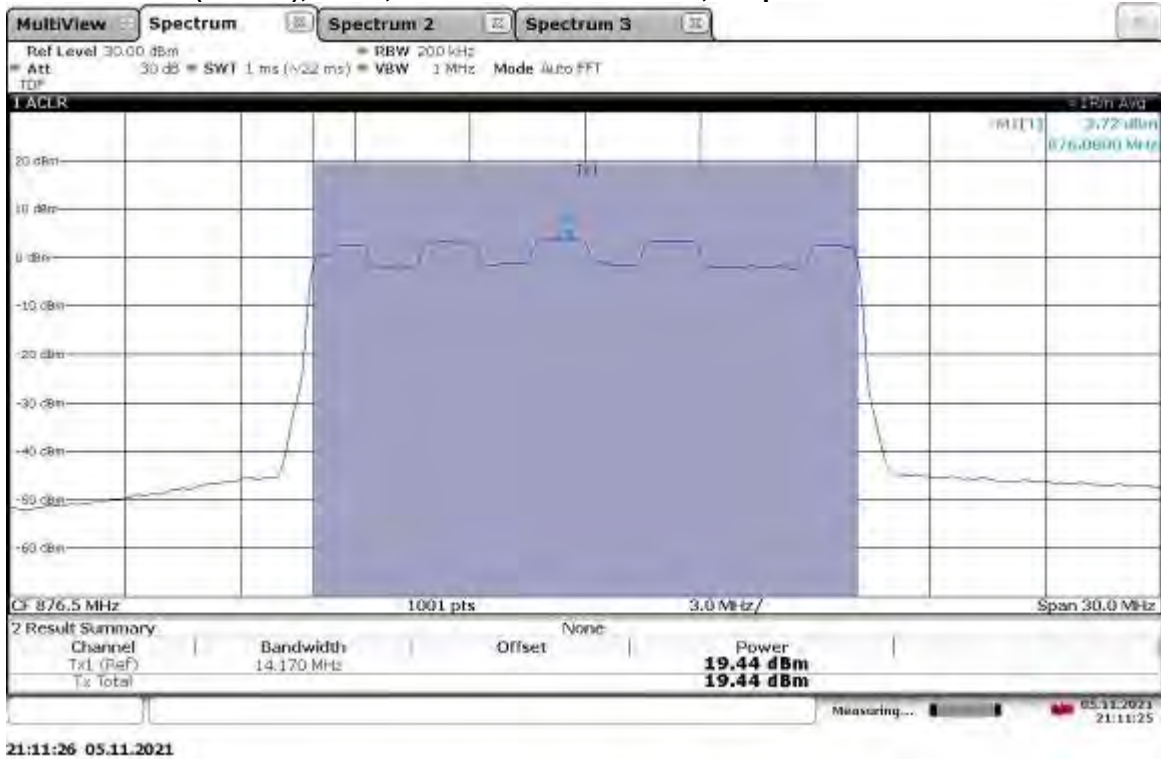 MultiView Spectrum Spectrum 2 Spectrum 3
Ref Level 30.00 dBm RBW 200 kHz
Att 30 dB SWT 1 ms (~22 ms) VBW 1 MHz Mode Auto FFT
TDF
1 ACLR 1Rm Avg
M1[1] 3.72 dBm
876.0800 MHz
20 dBm
Tx1
10 dBm
0 dBm
-10 dBm
-20 dBm
-30 dBm
-40 dBm
-50 dBm
-60 dBm
CF 876.5 MHz 1001 pts 3.0 MHz/ Span 30.0 MHz
2 Result Summary None
Channel Bandwidth Offset Power
Tx1 (Ref) 14.170 MHz 19.44 dBm
Tx Total 19.44 dBm
Measuring... 05.11.2021
21:11:25
21:11:26 05.11.2021